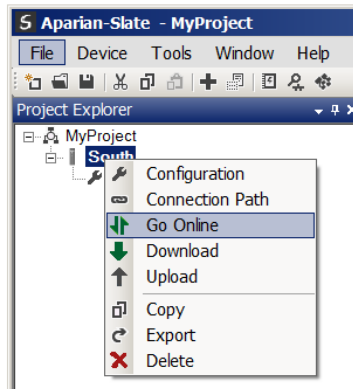 Aparian-Slate - MyProject
File Device Tools Window Help
Project Explorer
MyProject
South
Configuration
Connection Path
Go Online
Download
Upload
Copy
Export
Delete